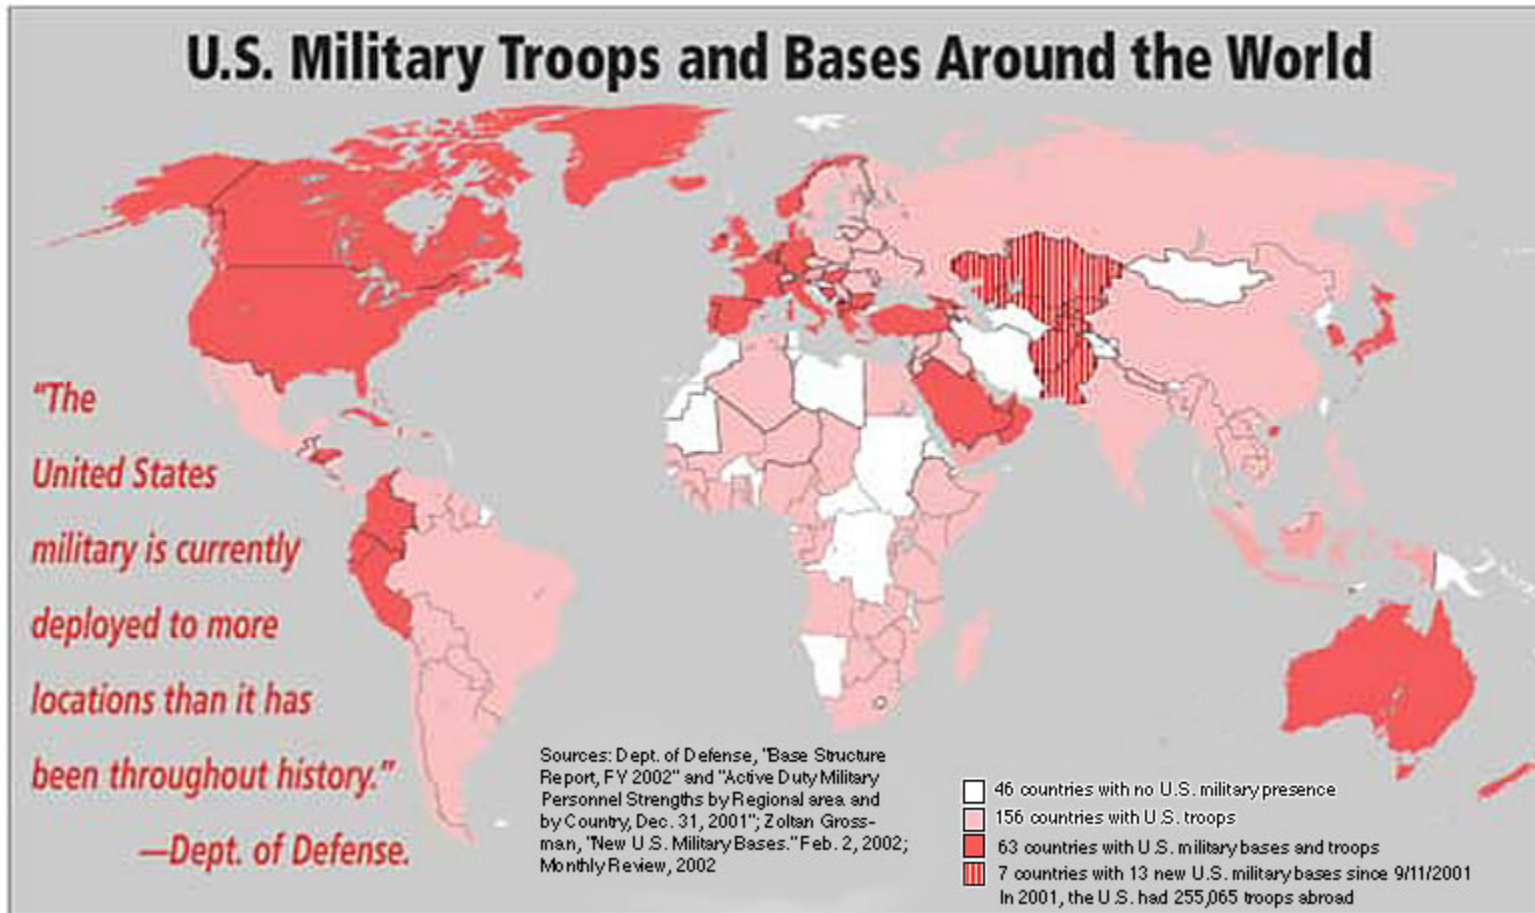 U.S. Military Troops and Bases Around the World
"The
United States
military is currently
deployed to more
locations than it has
been throughout history."
—Dept. of Defense.
Sources: Dept. of Defense, "Base Structure
Report, FY 2002" and "Active Duty Military
Personnel Strengths by Regional area and
by Country, Dec. 31, 2001"; Zoltan Gross-
man, "New U.S. Military Bases." Feb. 2, 2002;
Monthly Review, 2002
46 countries with no U.S. military presence
156 countries with U.S. troops
63 countries with U.S. military bases and troops
7 countries with 13 new U.S. military bases since 9/11/2001
In 2001, the U.S. had 255,065 troops abroad